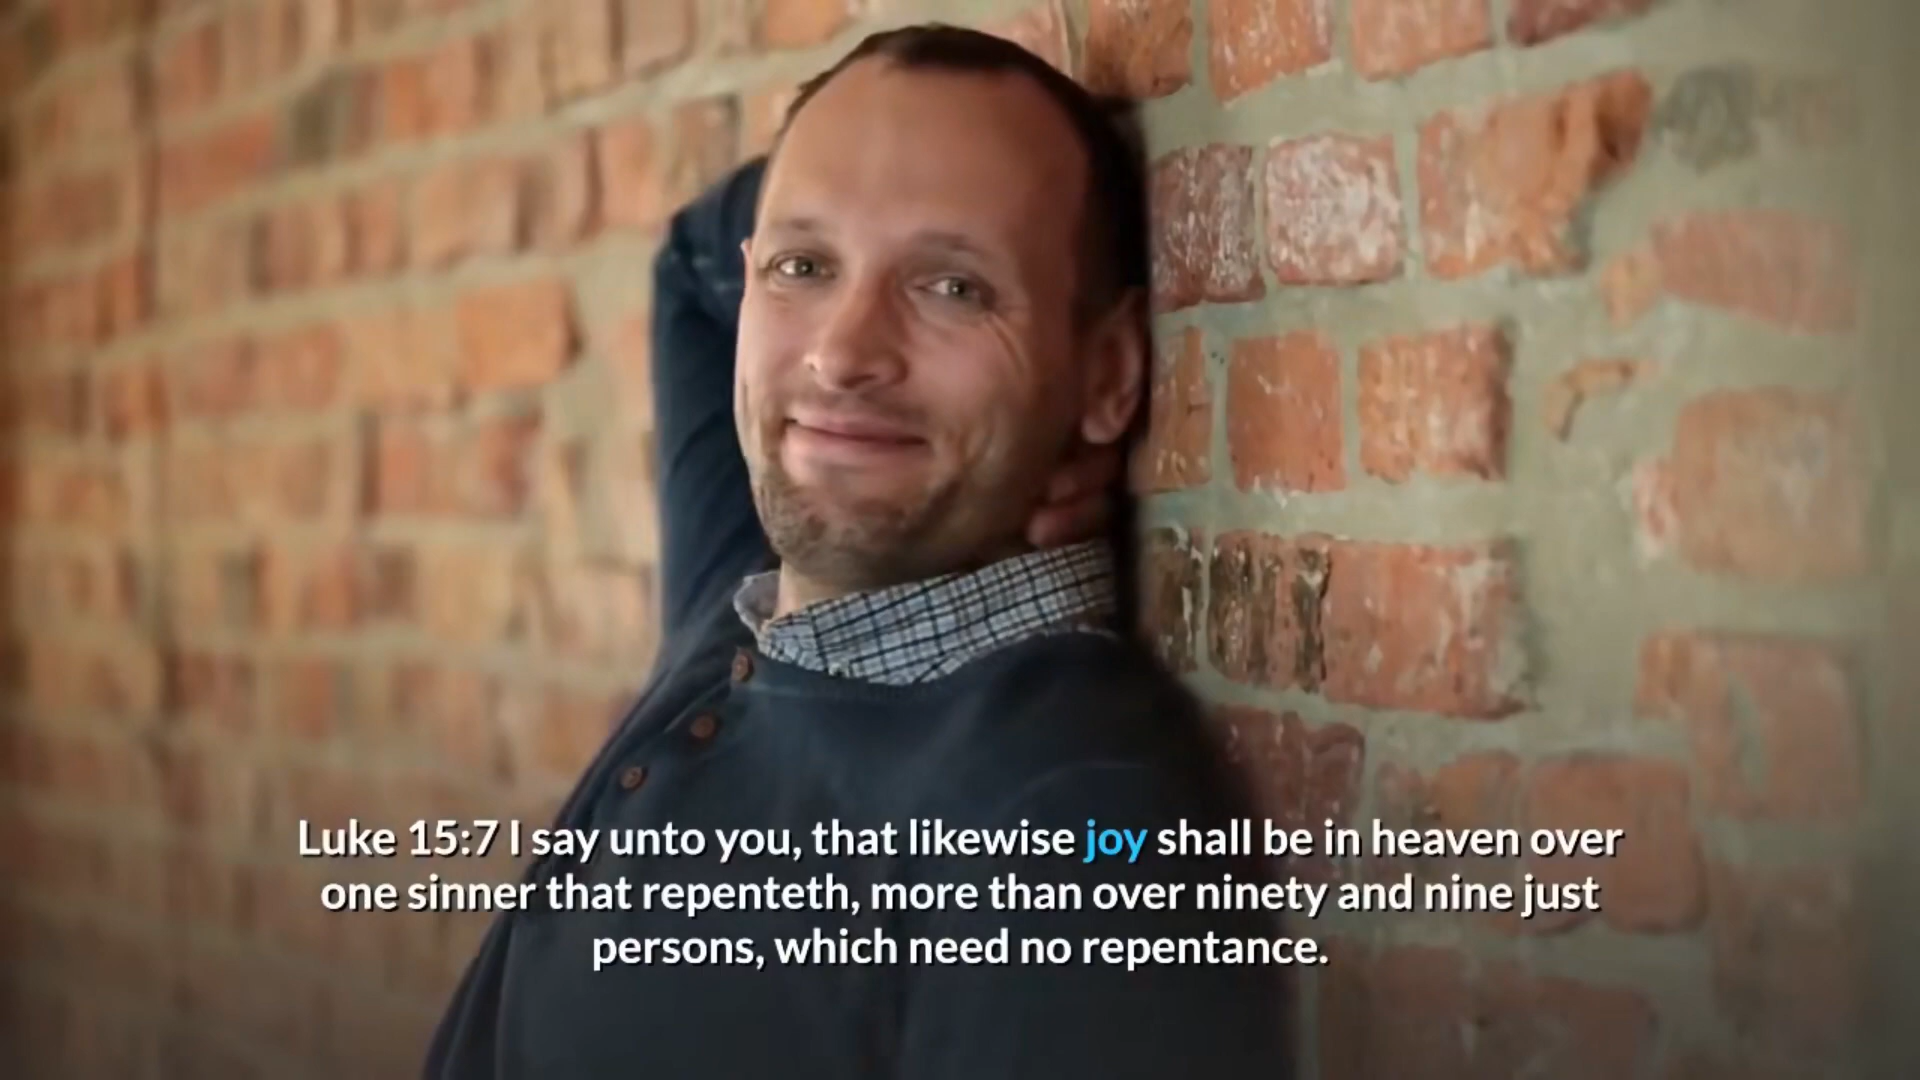 Luke 15:7 I say unto you, that likewise joy shall be in heaven over
one sinner that repenteth, more than over ninety and nine just
persons, which need no repentance.